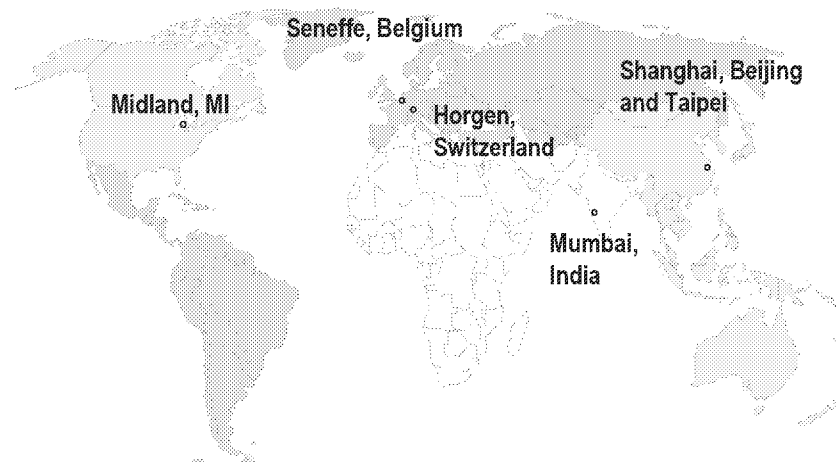 Seneffe, Belgium
Shanghai, Beijing
and Taipei
Midland, MI
Horgen,
Switzerland
Mumbai,
India